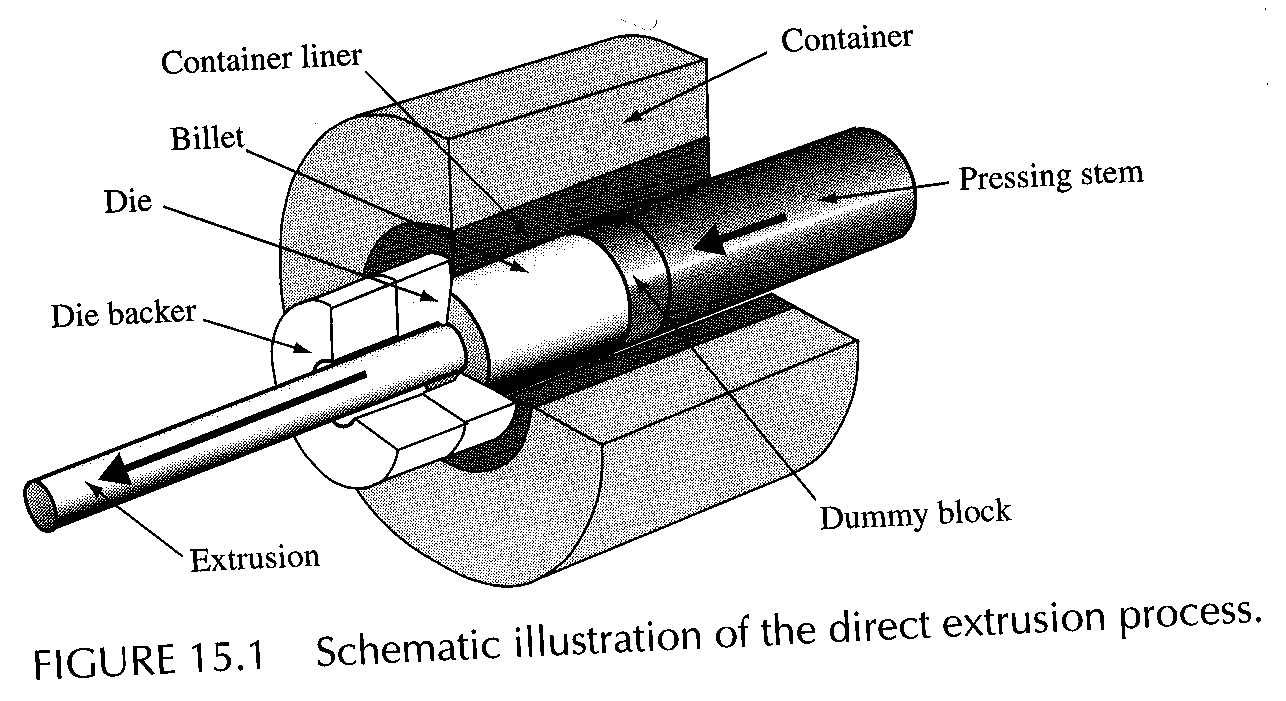 Container liner
Container
Billet
Die
Pressing stem
Die backer
Dummy block
Extrusion
FIGURE 15.1 Schematic illustration of the direct extrusion process.